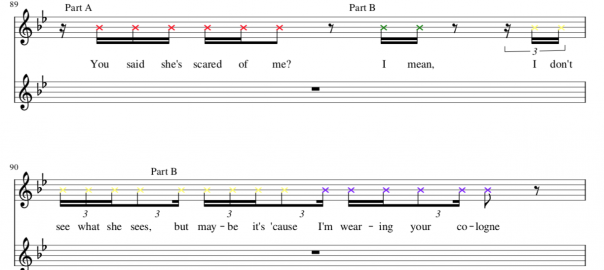 89
Part A Part B
You said she's scared of me? I mean, I don't
3
90
Part B
3 3 3 3 3
see what she sees, but may - be it's 'cause I'm wear - ing your co - logne